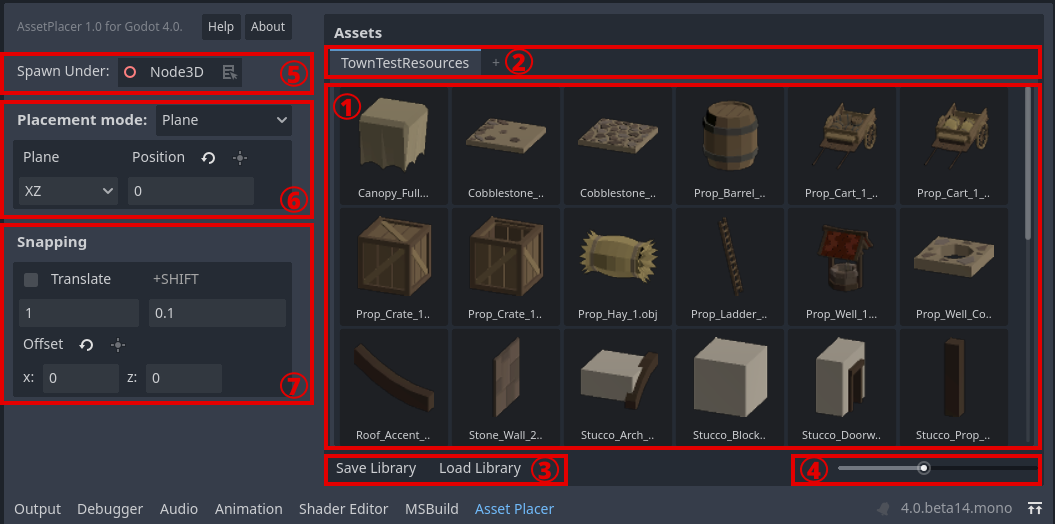 AssetPlacer 1.0 for Godot 4.0. Help About
Spawn Under: Node3D 5
Placement mode: Plane
Plane Position
XZ 0
6
Snapping
Translate +SHIFT
1 0.1
Offset
x: 0 z: 0 7
Assets
TownTestResources + 2
1
Canopy_Full... Cobblestone_.. Cobblestone_.. Prop_Barrel_.. Prop_Cart_1_.. Prop_Cart_1_..
Prop_Crate_1.. Prop_Crate_1.. Prop_Hay_1.obj Prop_Ladder_.. Prop_Well_1... Prop_Well_Co..
Roof_Accent_.. Stone_Wall_2.. Stucco_Arch_.. Stucco_Block.. Stucco_Doorw.. Stucco_Prop_..
Save Library Load Library 3 4
Output Debugger Audio Animation Shader Editor MSBuild Asset Placer 4.0.beta14.mono